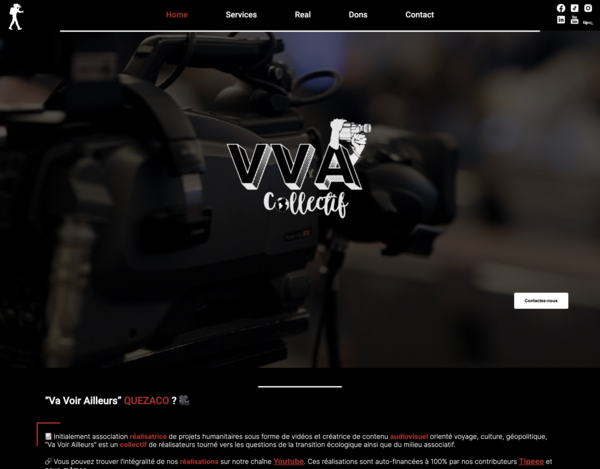 Home Services Real Dons Contact
VVA
Collectif
Contactez-nous
“Va Voir Ailleurs” QUEZACO ?
Initialement association réalisatrice de projets humanitaires sous forme de vidéos et créatrice de contenu audiovisuel orienté voyage, culture, géopolitique,
"Va Voir Ailleurs" est un collectif de réalisateurs tourné vers les questions de la transition écologique ainsi que du milieu associatif.
Vous pouvez trouver l'intégralité de nos réalisations sur notre chaîne Youtube. Ces réalisations sont auto-financées à 100% par nos contributeurs Tipeee et